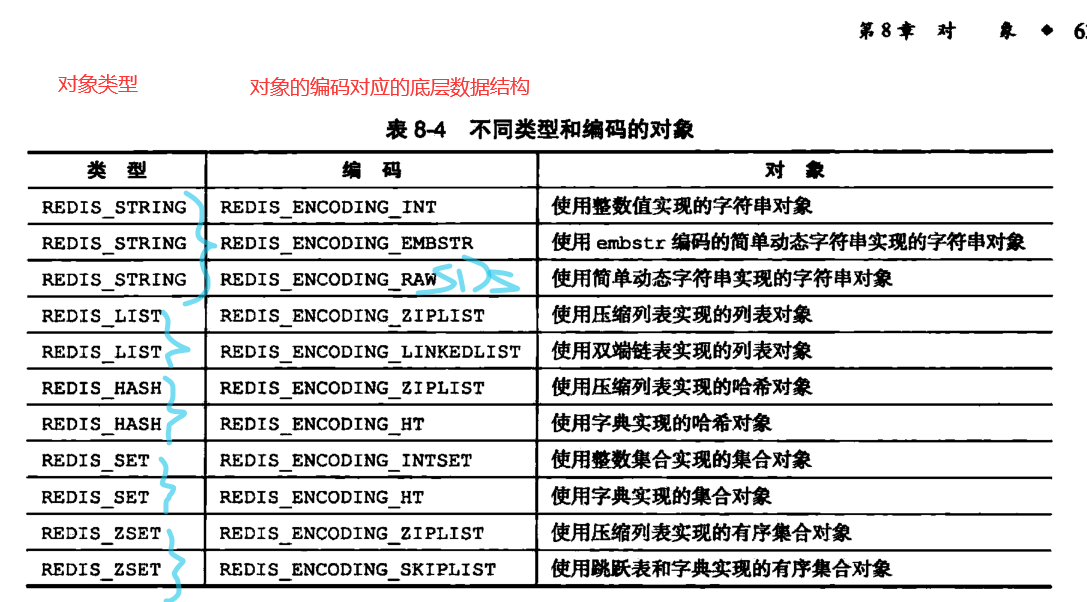 第8章 对 象 ◆
对象类型 对象的编码对应的底层数据结构
表 8-4 不同类型和编码的对象
类 型 编 码 对 象
REDIS_STRING REDIS_ENCODING_INT 使用整数值实现的字符串对象
REDIS_STRING REDIS_ENCODING_EMBSTR 使用 embstr 编码的简单动态字符串实现的字符串对象
REDIS_STRING REDIS_ENCODING_RAW SDS 使用简单动态字符串实现的字符串对象
REDIS_LIST REDIS_ENCODING_ZIPLIST 使用压缩列表实现的列表对象
REDIS_LIST REDIS_ENCODING_LINKEDLIST 使用双端链表实现的列表对象
REDIS_HASH REDIS_ENCODING_ZIPLIST 使用压缩列表实现的哈希对象
REDIS_HASH REDIS_ENCODING_HT 使用字典实现的哈希对象
REDIS_SET REDIS_ENCODING_INTSET 使用整数集合实现的集合对象
REDIS_SET REDIS_ENCODING_HT 使用字典实现的集合对象
REDIS_ZSET REDIS_ENCODING_ZIPLIST 使用压缩列表实现的有序集合对象
REDIS_ZSET REDIS_ENCODING_SKIPLIST 使用跳跃表和字典实现的有序集合对象